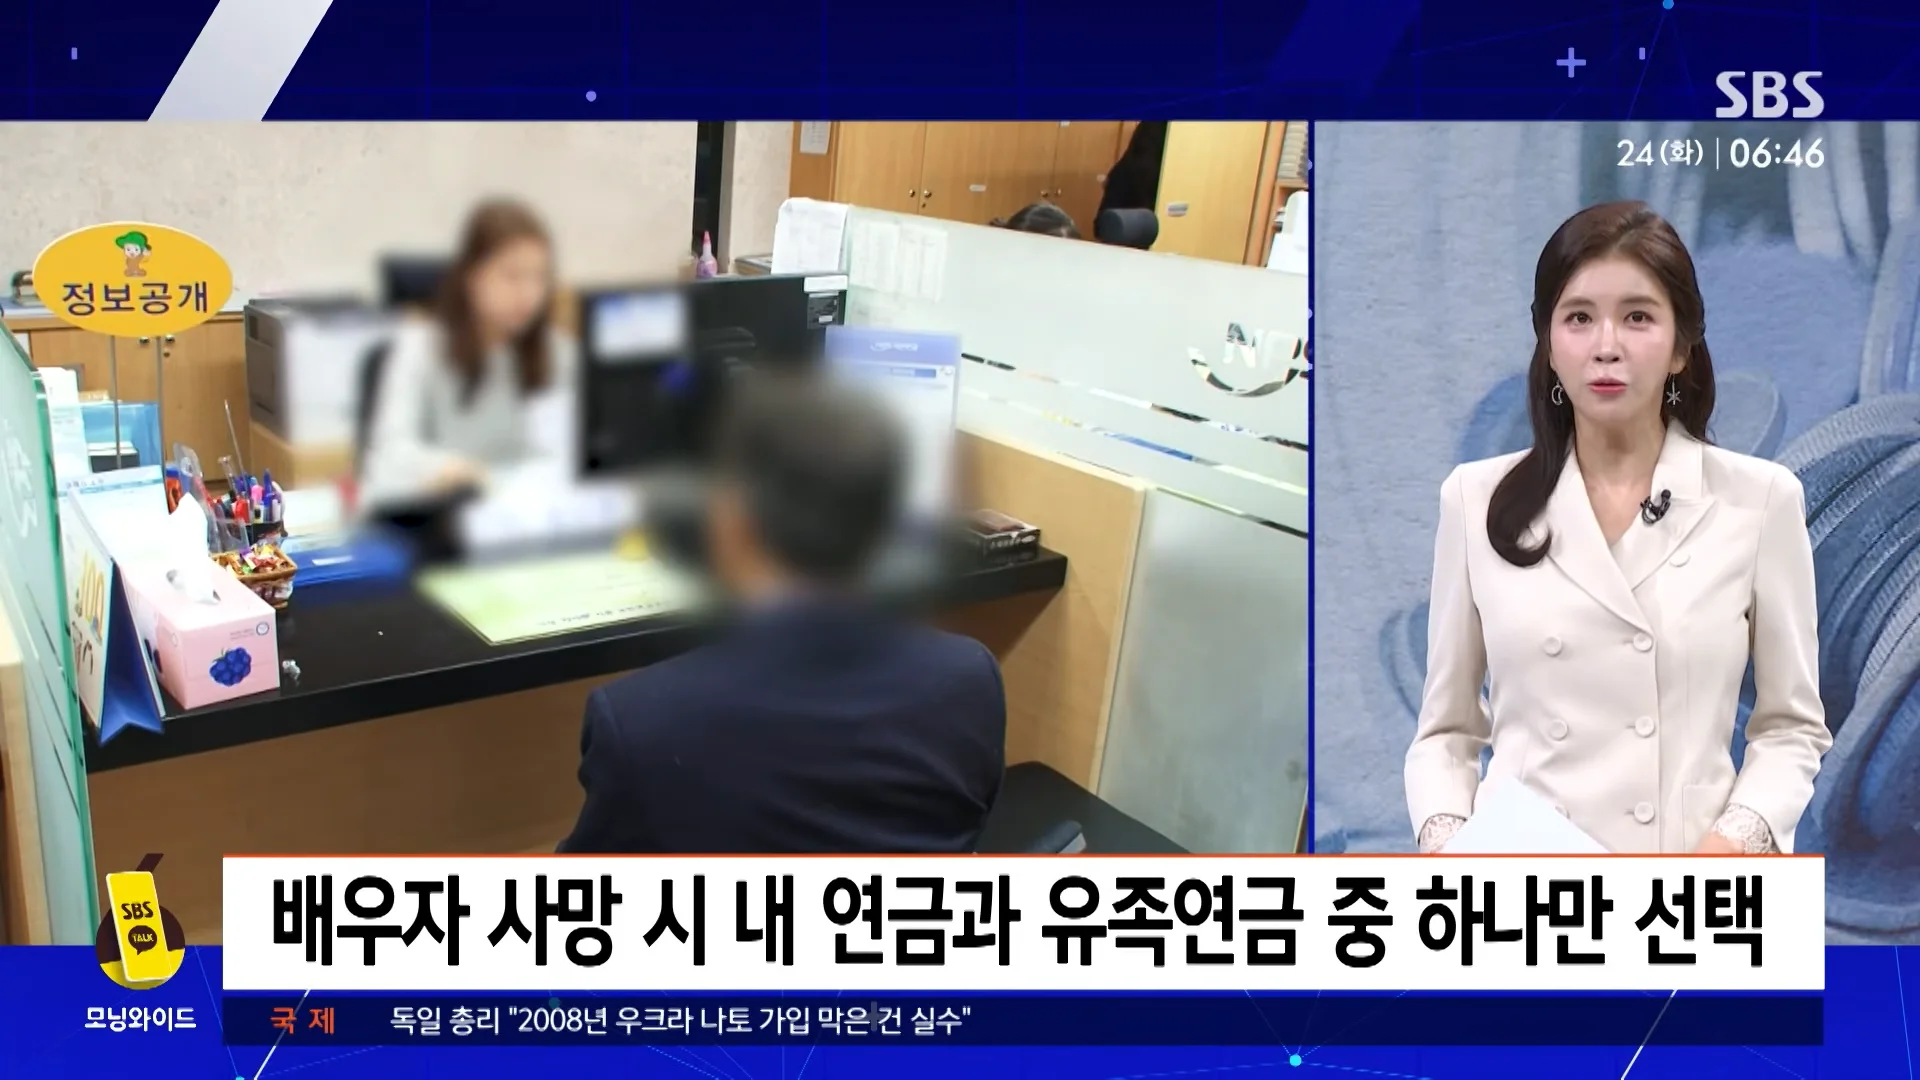 SBS
24(화) | 06:46
정보공개
NPS
배우자 사망 시 내 연금과 유족연금 중 하나만 선택
SBS
TALK
모닝와이드
국제
독일 총리 "2008년 우크라 나토 가입 막은 건 실수"